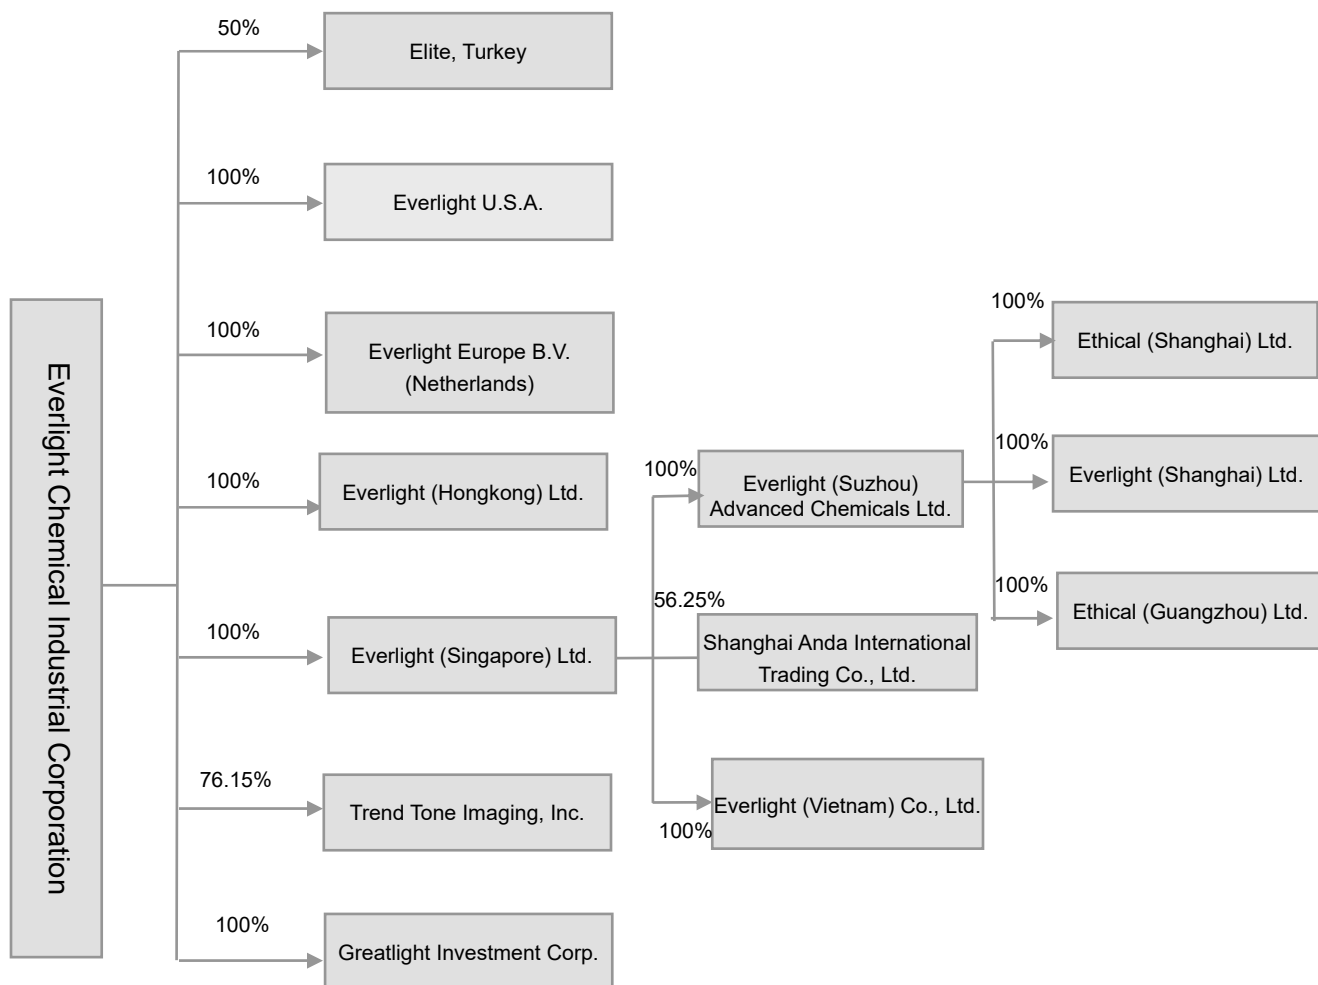 Everlight Chemical Industrial Corporation
50%
Elite, Turkey
100%
Everlight U.S.A.
100%
Everlight Europe B.V.
(Netherlands)
100%
Everlight (Hongkong) Ltd.
100%
Everlight (Singapore) Ltd.
76.15%
Trend Tone Imaging, Inc.
100%
Greatlight Investment Corp.
100%
Everlight (Suzhou)
Advanced Chemicals Ltd.
56.25%
Shanghai Anda International
Trading Co., Ltd.
Everlight (Vietnam) Co., Ltd.
100%
100%
Ethical (Shanghai) Ltd.
100%
Everlight (Shanghai) Ltd.
100%
Ethical (Guangzhou) Ltd.